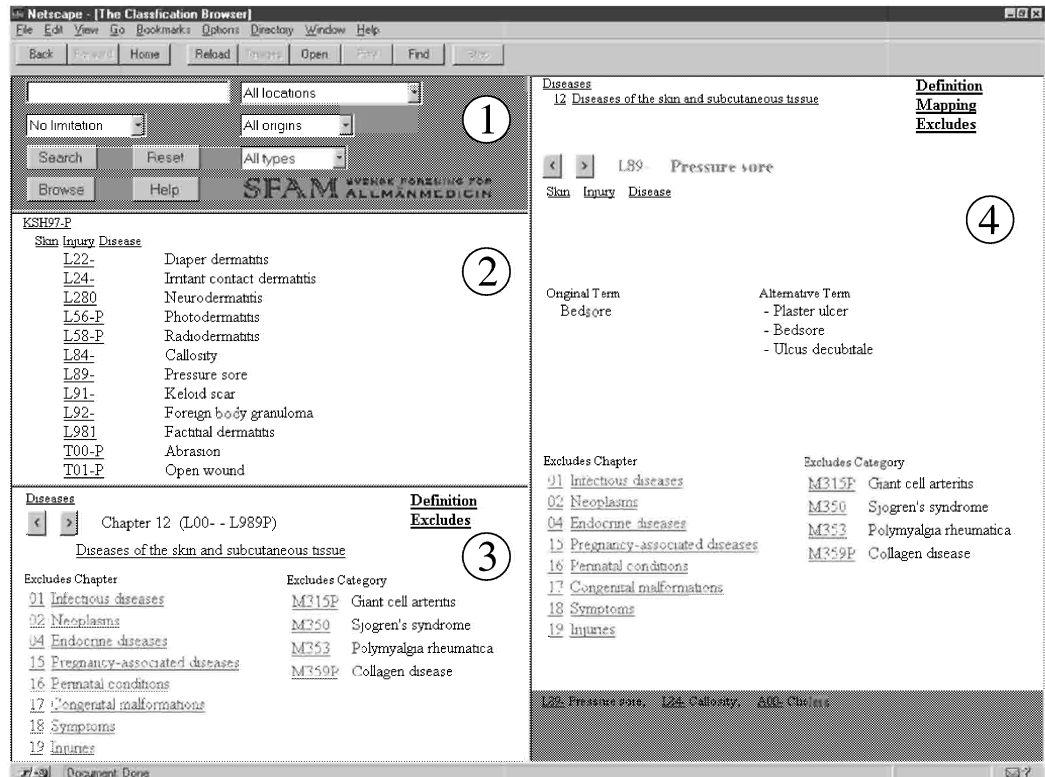 Netscape - [The Classfication Browser]
File Edit View Go Bookmarks Options Directory Window Help
Back Forward Home Reload Images Open Print Find Stop
All locations
No limitation All origins
1
Search Reset All types
Browse Help SFAM SVENSK FÖRENING FÖR ALLMÄNMEDICIN
KSH97-P
Skin Injury Disease
2
L22- Diaper dermatitis
L24- Irritant contact dermatitis
L280 Neurodermatitis
L56-P Photodermatitis
L58-P Radiodermatitis
L84- Callosity
L89- Pressure sore
L91- Keloid scar
L92- Foreign body granuloma
L981 Factitial dermatitis
T00-P Abrasion
T01-P Open wound
Diseases
Definition
Excludes
< > Chapter 12 (L00- - L989P)
Diseases of the skin and subcutaneous tissue
3
Excludes Chapter Excludes Category
01 Infectious diseases M315P Giant cell arteritis
02 Neoplasms M350 Sjogren's syndrome
04 Endocrine diseases M353 Polymyalgia rheumatica
15 Pregnancy-associated diseases M359P Collagen disease
16 Perinatal conditions
17 Congenital malformations
18 Symptoms
19 Injuries
Diseases
12 Diseases of the skin and subcutaneous tissue
Definition
Mapping
Excludes
< > L89- Pressure sore
Skin Injury Disease
4
Original Term Alternative Term
Bedsore - Plaster ulcer
- Bedsore
- Ulcus decubitale
Excludes Chapter Excludes Category
01 Infectious diseases M315P Giant cell arteritis
02 Neoplasms M350 Sjogren's syndrome
04 Endocrine diseases M353 Polymyalgia rheumatica
15 Pregnancy-associated diseases M359P Collagen disease
16 Perinatal conditions
17 Congenital malformations
18 Symptoms
19 Injuries
Pressure sore, Callosity, Cholera
Document: Done